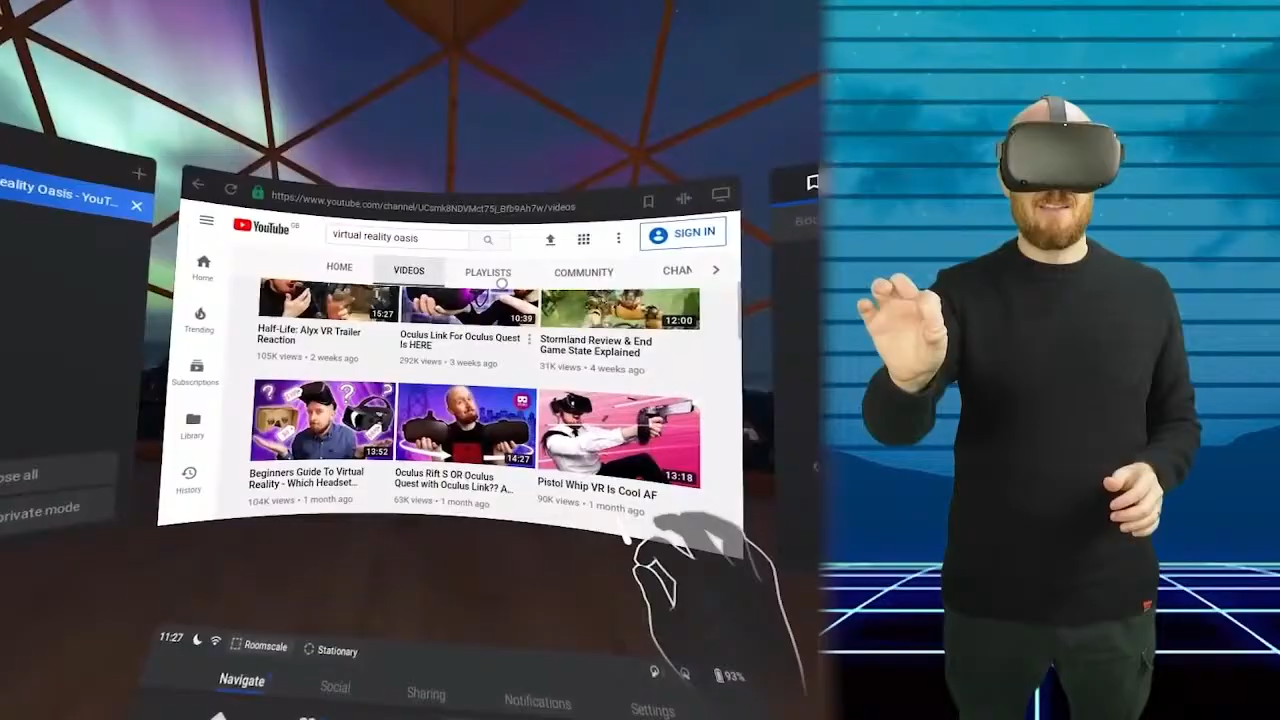 eality Oasis - YouT...
https://www.youtube.com/channel/UCsmk8NDVMct75j_Bfb9Ah7w/videos
YouTube GB
virtual reality oasis
SIGN IN
HOME
VIDEOS
PLAYLISTS
COMMUNITY
CHAN
Home
Trending
Subscriptions
Library
History
15:27
10:39
12:00
Half-Life: Alyx VR Trailer
Reaction
105K views • 2 weeks ago
Oculus Link For Oculus Quest
Is HERE
292K views • 3 weeks ago
Stormland Review & End
Game State Explained
31K views • 4 weeks ago
13:52
14:27
13:18
Beginners Guide To Virtual
Reality - Which Headset...
104K views • 1 month ago
Oculus Rift S OR Oculus
Quest with Oculus Link?? A...
63K views • 1 month ago
Pistol Whip VR Is Cool AF
90K views • 1 month ago
ose all
private mode
11:27
Roomscale
Stationary
93%
Navigate
Social
Sharing
Notifications
Settings